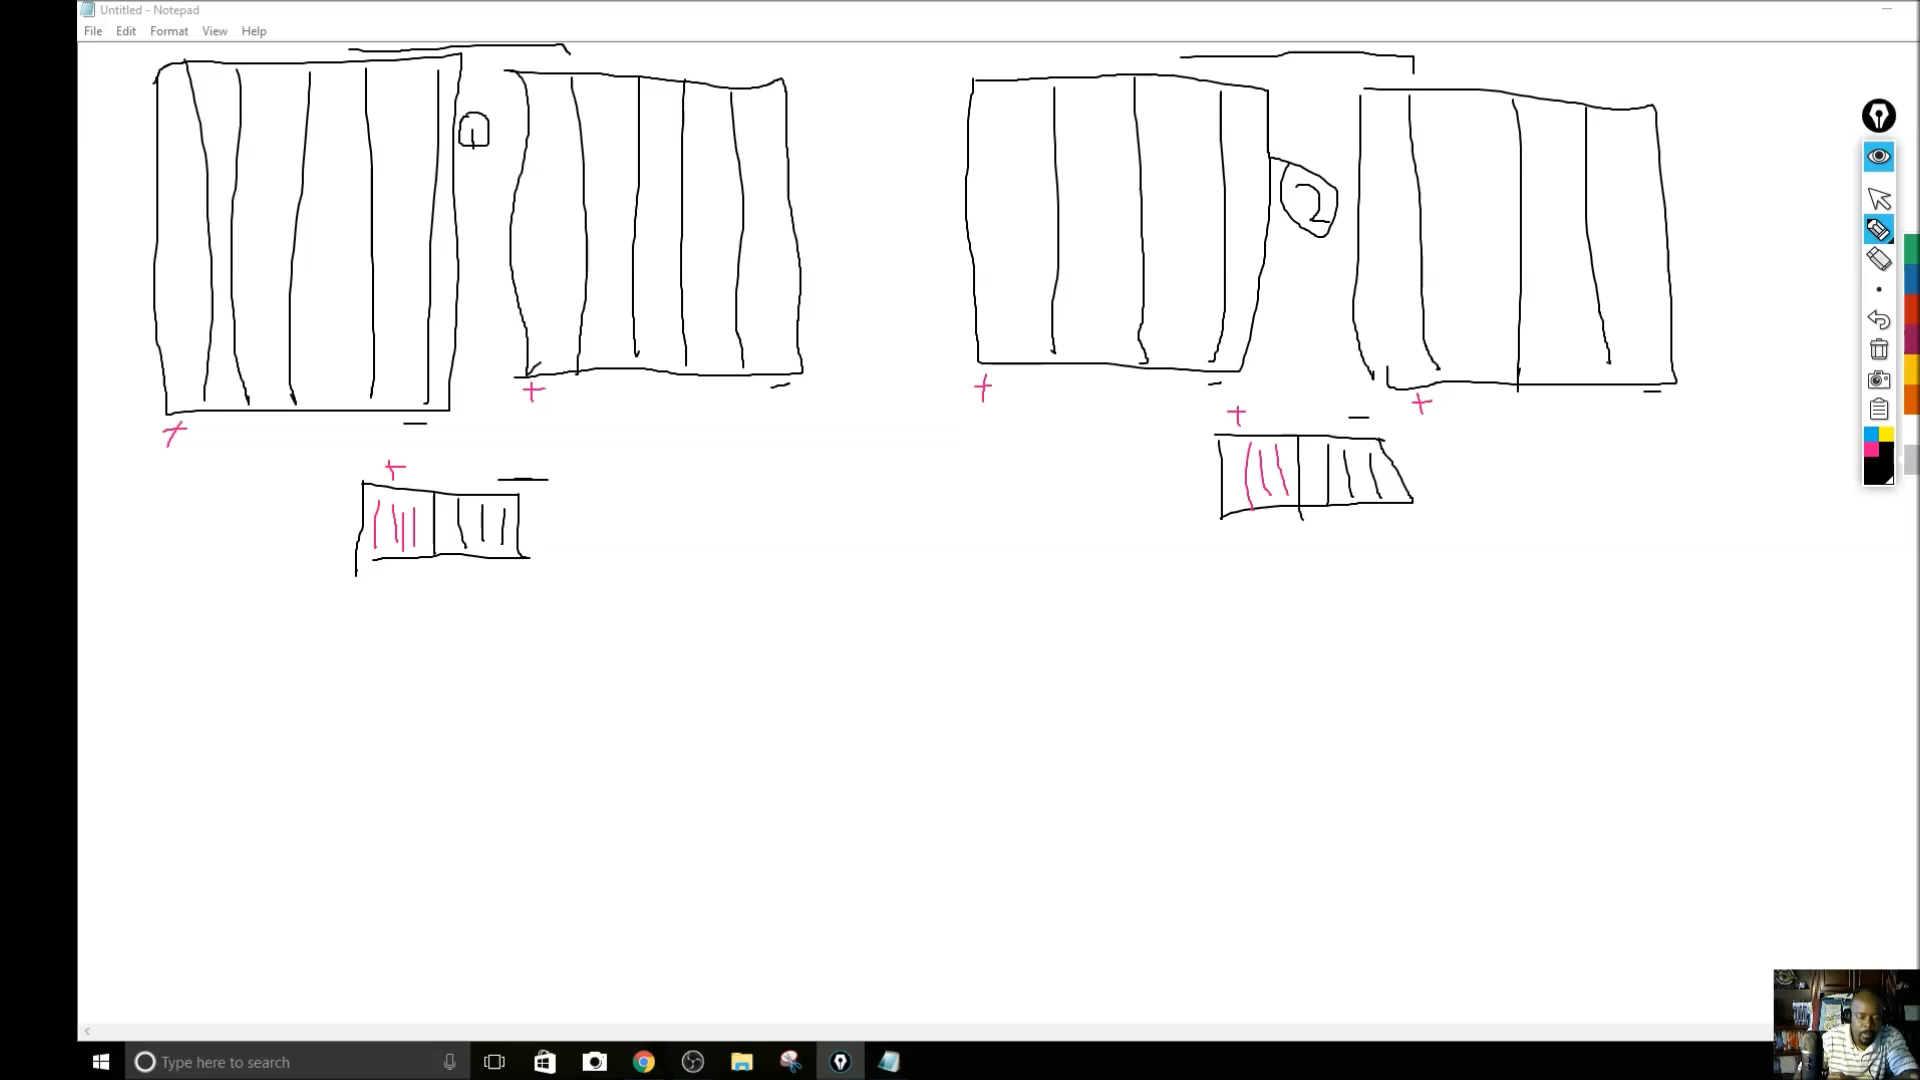 Untitled - Notepad
File Edit Format View Help
1
2
+ - + -
+ - + -
+ -
+ -
Type here to search